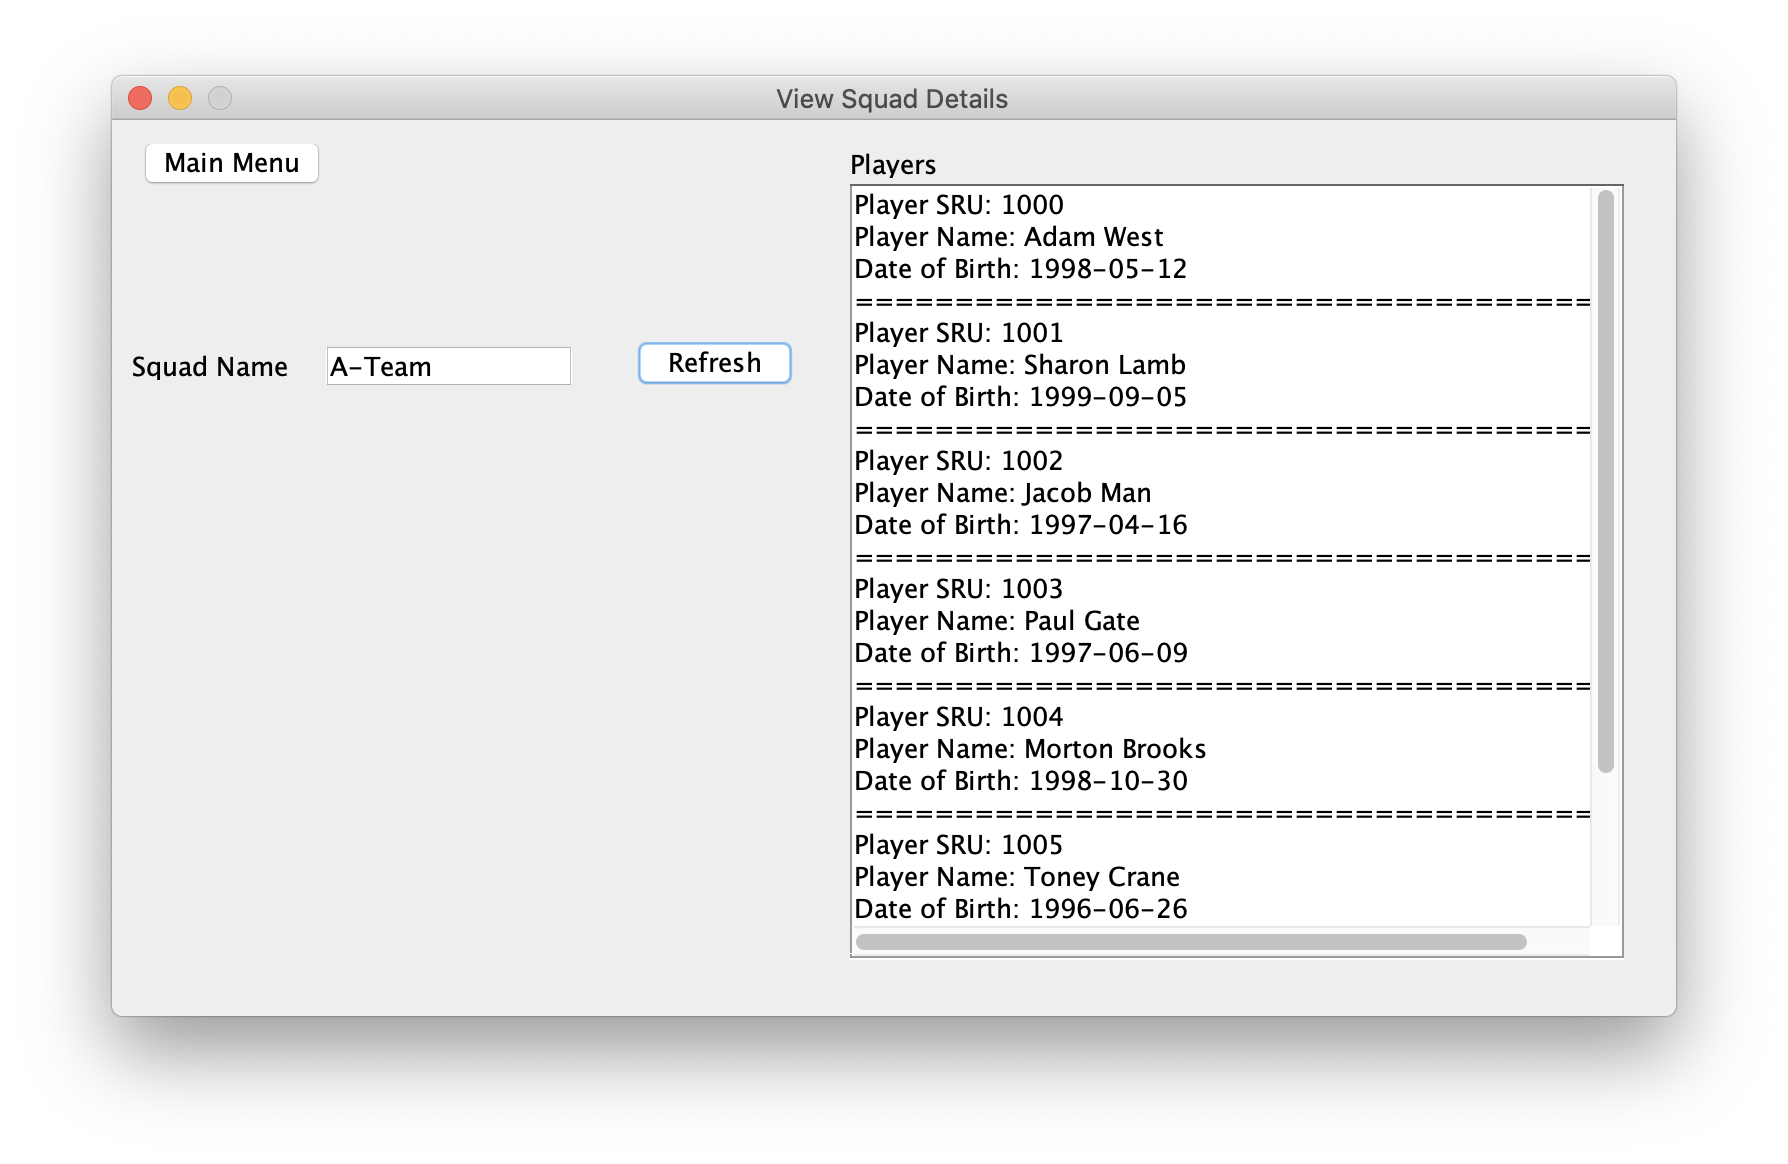 View Squad Details
Main Menu
Squad Name
A-Team
Refresh
Players
Player SRU: 1000
Player Name: Adam West
Date of Birth: 1998-05-12
=====================================
Player SRU: 1001
Player Name: Sharon Lamb
Date of Birth: 1999-09-05
=====================================
Player SRU: 1002
Player Name: Jacob Man
Date of Birth: 1997-04-16
=====================================
Player SRU: 1003
Player Name: Paul Gate
Date of Birth: 1997-06-09
=====================================
Player SRU: 1004
Player Name: Morton Brooks
Date of Birth: 1998-10-30
=====================================
Player SRU: 1005
Player Name: Toney Crane
Date of Birth: 1996-06-26